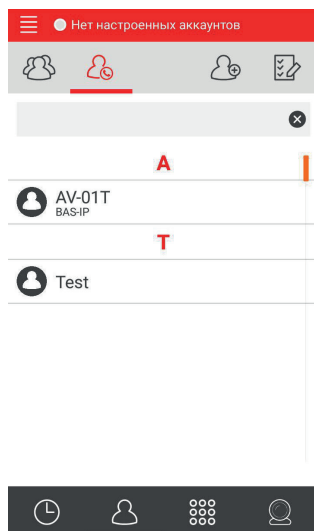 Нет настроенных аккаунтов
A
AV-01T
BAS-IP
T
Test